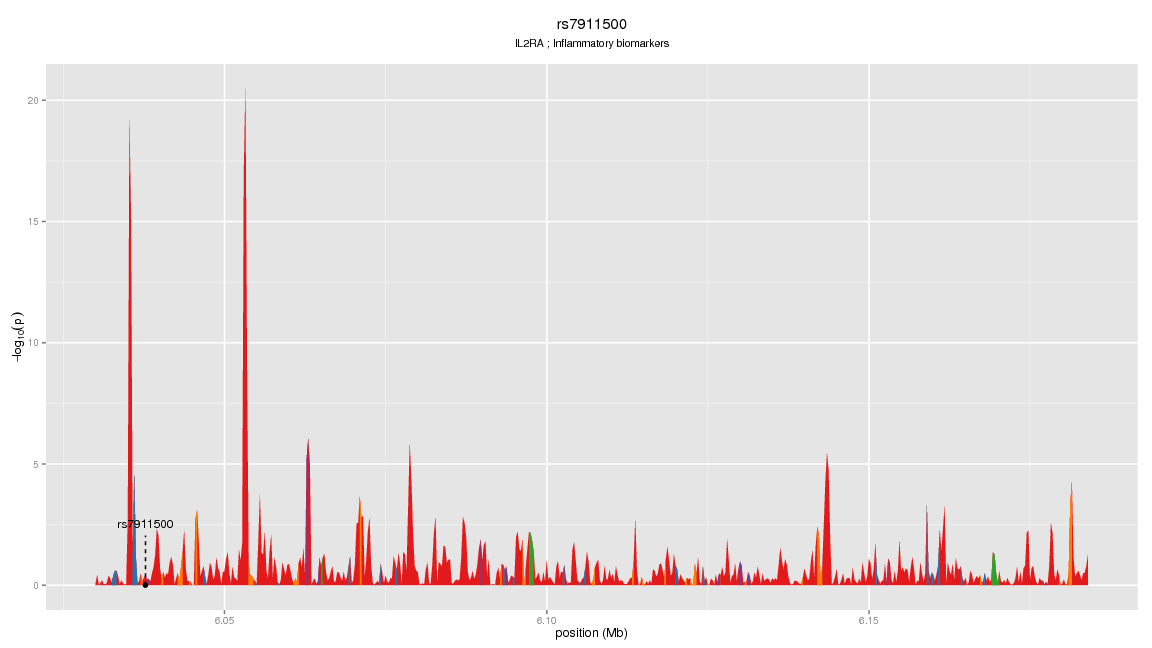 rs7911500
IL2RA ; Inflammatory biomarkers
20
15
10
5
0
−log10(p)
rs7911500
6.05
6.10
6.15
position (Mb)